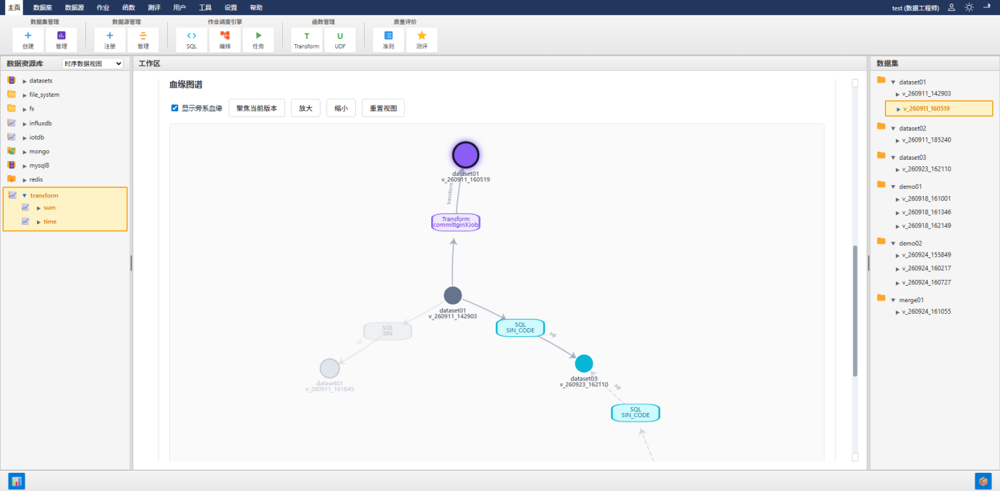 主页 数据集 数据源 作业 函数 测评 用户 工具 设置 帮助 test (数据工程师)
数据集管理 数据源管理 作业调度引擎 函数管理 质量评价
创建 管理 注册 管理 SQL 编排 任务 Transform UDF 准则 测评
数据资源库 时序数据视图
datasets
file_system
fs
influxdb
iotdb
mongo
mysql8
redis
transform
sum
time
工作区
血缘图谱
显示旁系血缘 聚焦当前版本 放大 缩小 重置视图
dataset01
v_260911_160519
transform
Transform
commitIginXJob
dataset01
v_260911_142903
SQL
SIN
sql
SQL
SIN_CODE
sql
dataset01
v_260911_161645
dataset03
v_260923_162110
sql
SQL
SIN_CODE
数据集
dataset01
v_260911_142903
v_260911_160519
dataset02
v_260911_185240
dataset03
v_260923_162110
demo01
v_260918_161001
v_260918_161346
v_260918_162149
demo02
v_260924_155849
v_260924_160217
v_260924_160727
merge01
v_260924_161055